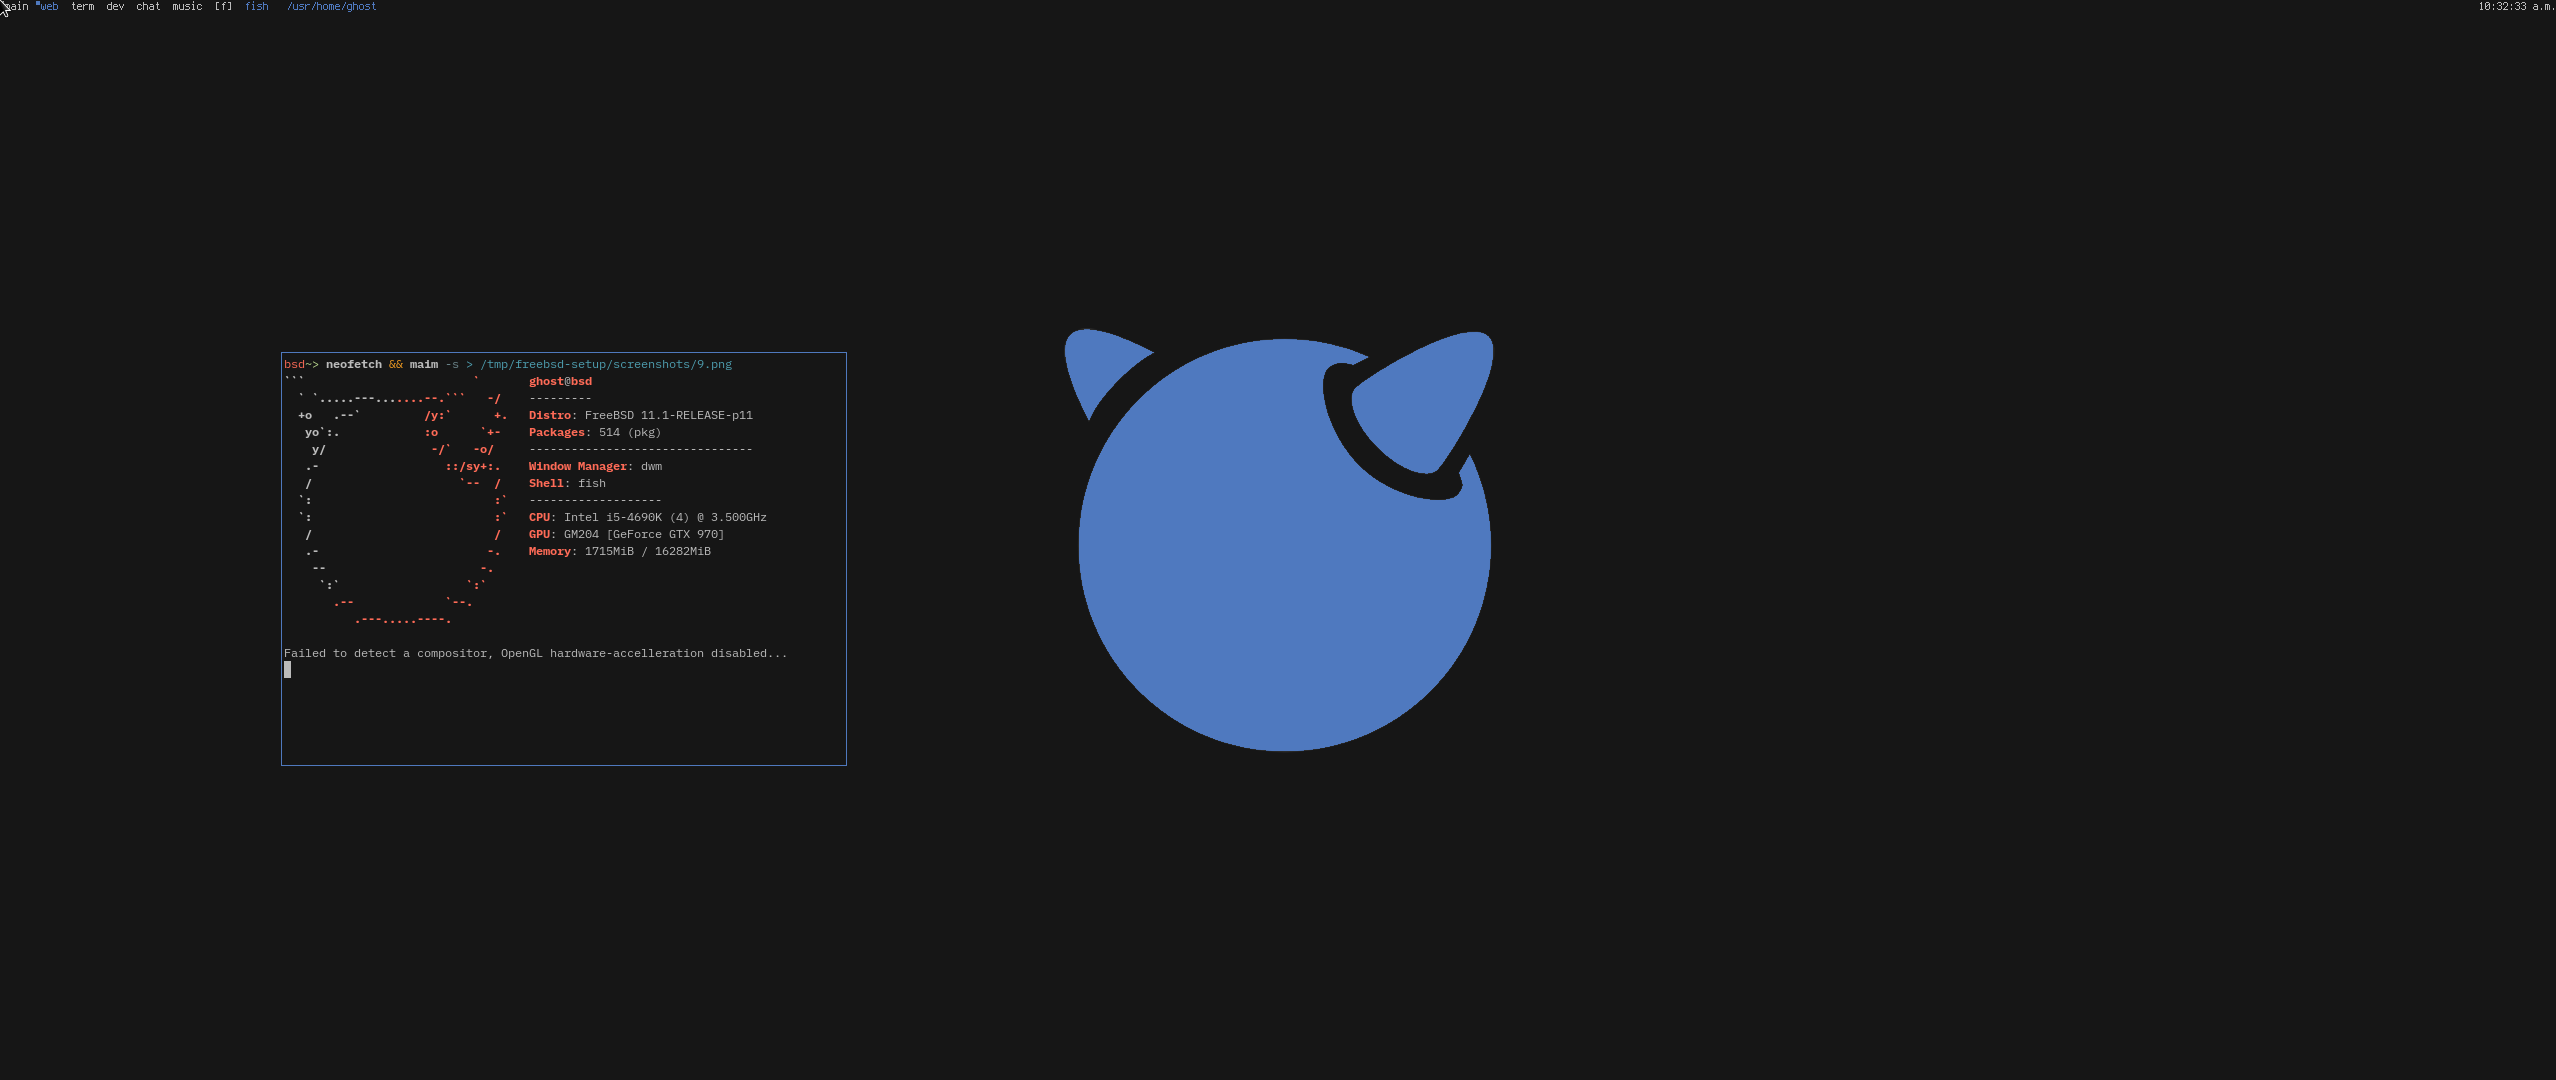 main web term dev chat music [f] fish /usr/home/ghost 10:32:33 a.m.
bsd~> neofetch && maim -s > /tmp/freebsd-setup/screenshots/9.png
```                        `       ghost@bsd
  ` `.....---.......--.```   -/    ---------
  +o   .--`         /y:`      +.   Distro: FreeBSD 11.1-RELEASE-p11
   yo`:.            :o      `+-    Packages: 514 (pkg)
    y/               -/`   -o/     --------------------------------
   .-                  ::/sy+:.    Window Manager: dwm
   /                     `--  /    Shell: fish
  `:                          :`   -------------------
  `:                          :`   CPU: Intel i5-4690K (4) @ 3.500GHz
   /                          /    GPU: GM204 [GeForce GTX 970]
   .-                        -.    Memory: 1715MiB / 16282MiB
    --                      -.
     `:`                  `:`
       .--             `--.
          .---.....----.
Failed to detect a compositor, OpenGL hardware-accelleration disabled...